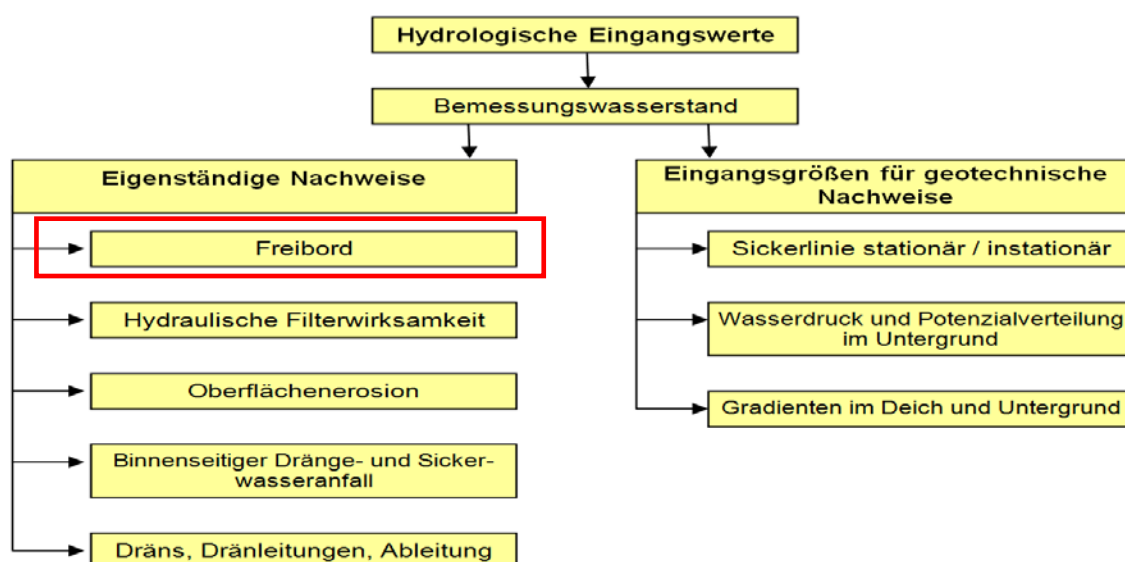 Hydrologische Eingangswerte
Bemessungswasserstand
Eigenständige Nachweise
Freibord
Hydraulische Filterwirksamkeit
Oberflächenerosion
Binnenseitiger Dränge- und Sicker-
wasseranfall
Dräns, Dränleitungen, Ableitung
Eingangsgrößen für geotechnische
Nachweise
Sickerlinie stationär / instationär
Wasserdruck und Potenzialverteilung
im Untergrund
Gradienten im Deich und Untergrund